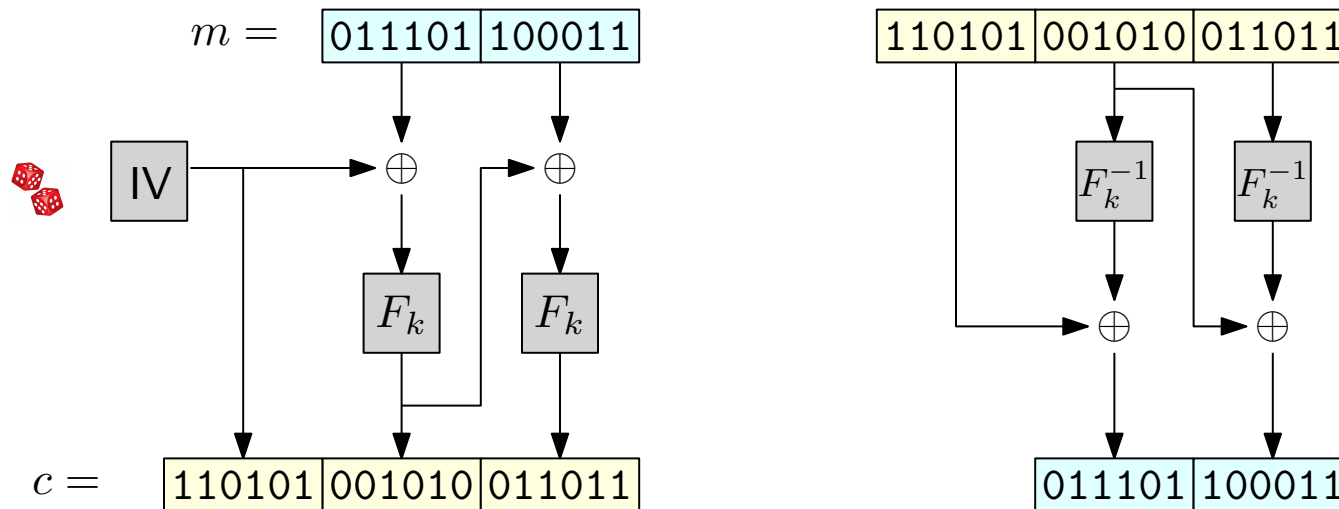 m = 011101 100011
IV
F_k F_k
c = 110101 001010 011011
110101 001010 011011
F_k^{-1} F_k^{-1}
011101 100011